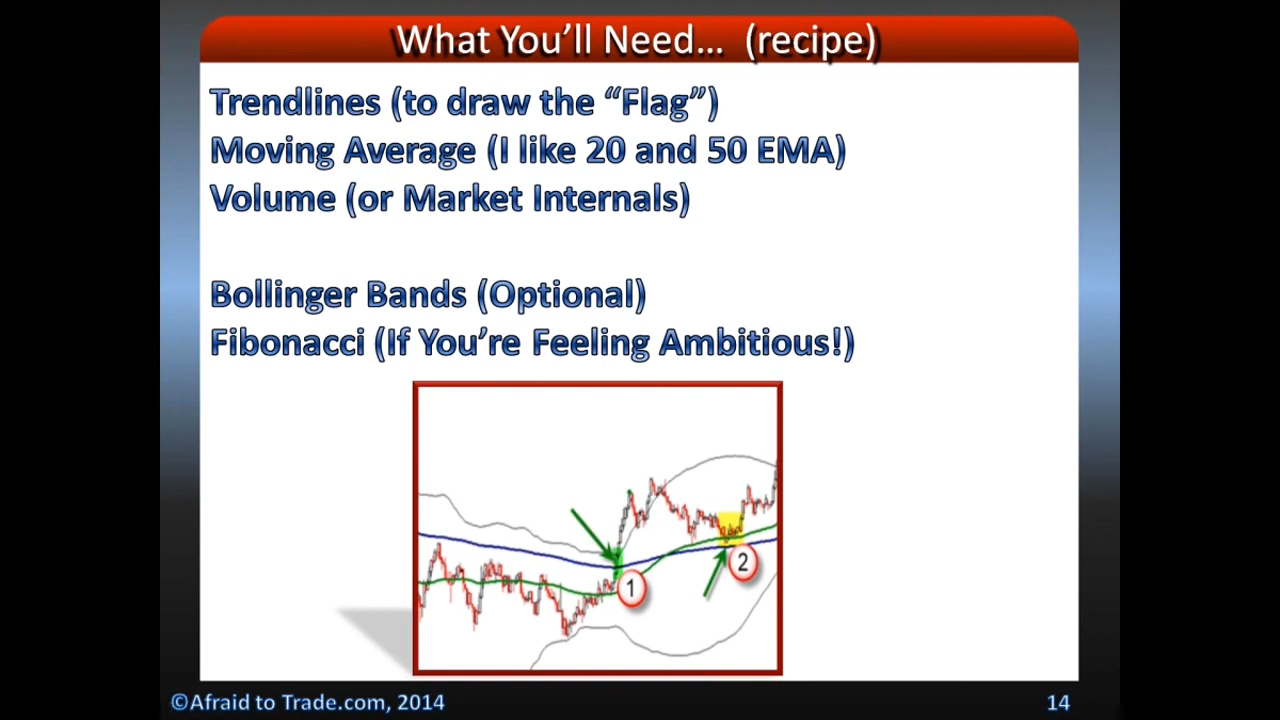 What You'll Need... (recipe)
Trendlines (to draw the “Flag”)
Moving Average (I like 20 and 50 EMA)
Volume (or Market Internals)
Bollinger Bands (Optional)
Fibonacci (If You're Feeling Ambitious!)
1
2
©Afraid to Trade.com, 2014
14